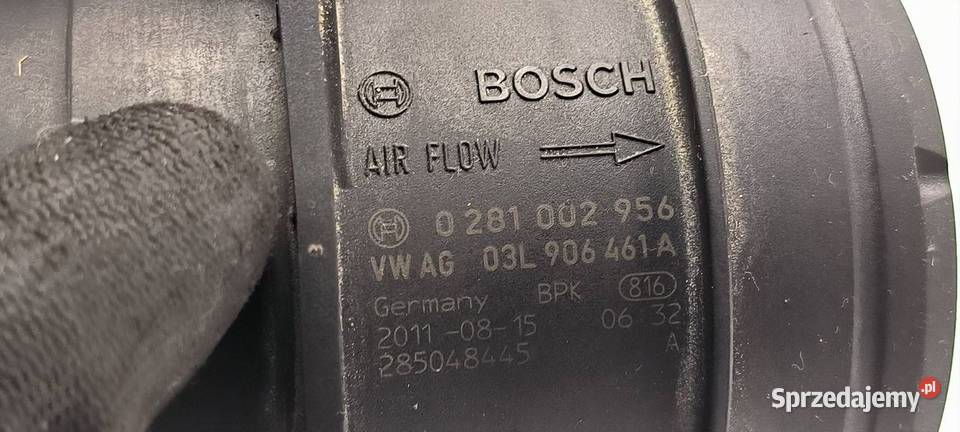 BOSCH
AIR FLOW
0 281 002 956
VW AG 03L 906 461 A
Germany BPK 816
2011-08-15 06 32
285048445 A
Sprzedajemy.pl